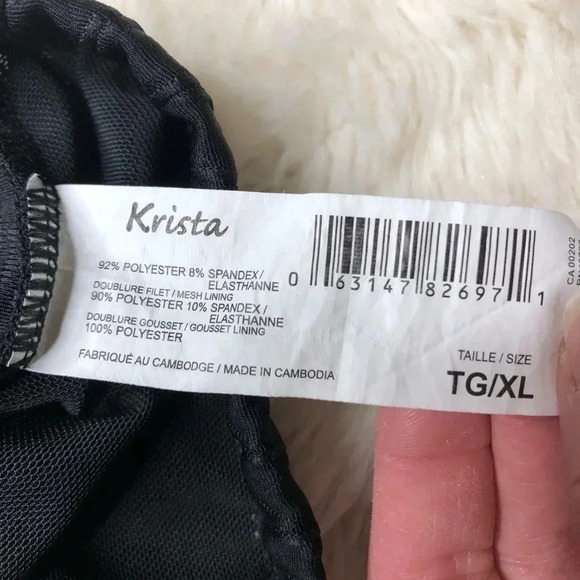 Krista
92% POLYESTER 8% SPANDEX/
ELASTHANNE
DOUBLURE FILET / MESH LINING
90% POLYESTER 10% SPANDEX/
ELASTHANNE
DOUBLURE GOUSSET / GOUSSET LINING
100% POLYESTER
FABRIQUÉ AU CAMBODGE / MADE IN CAMBODIA
0 63147 82697 1
TAILLE / SIZE
TG/XL
CA 00202